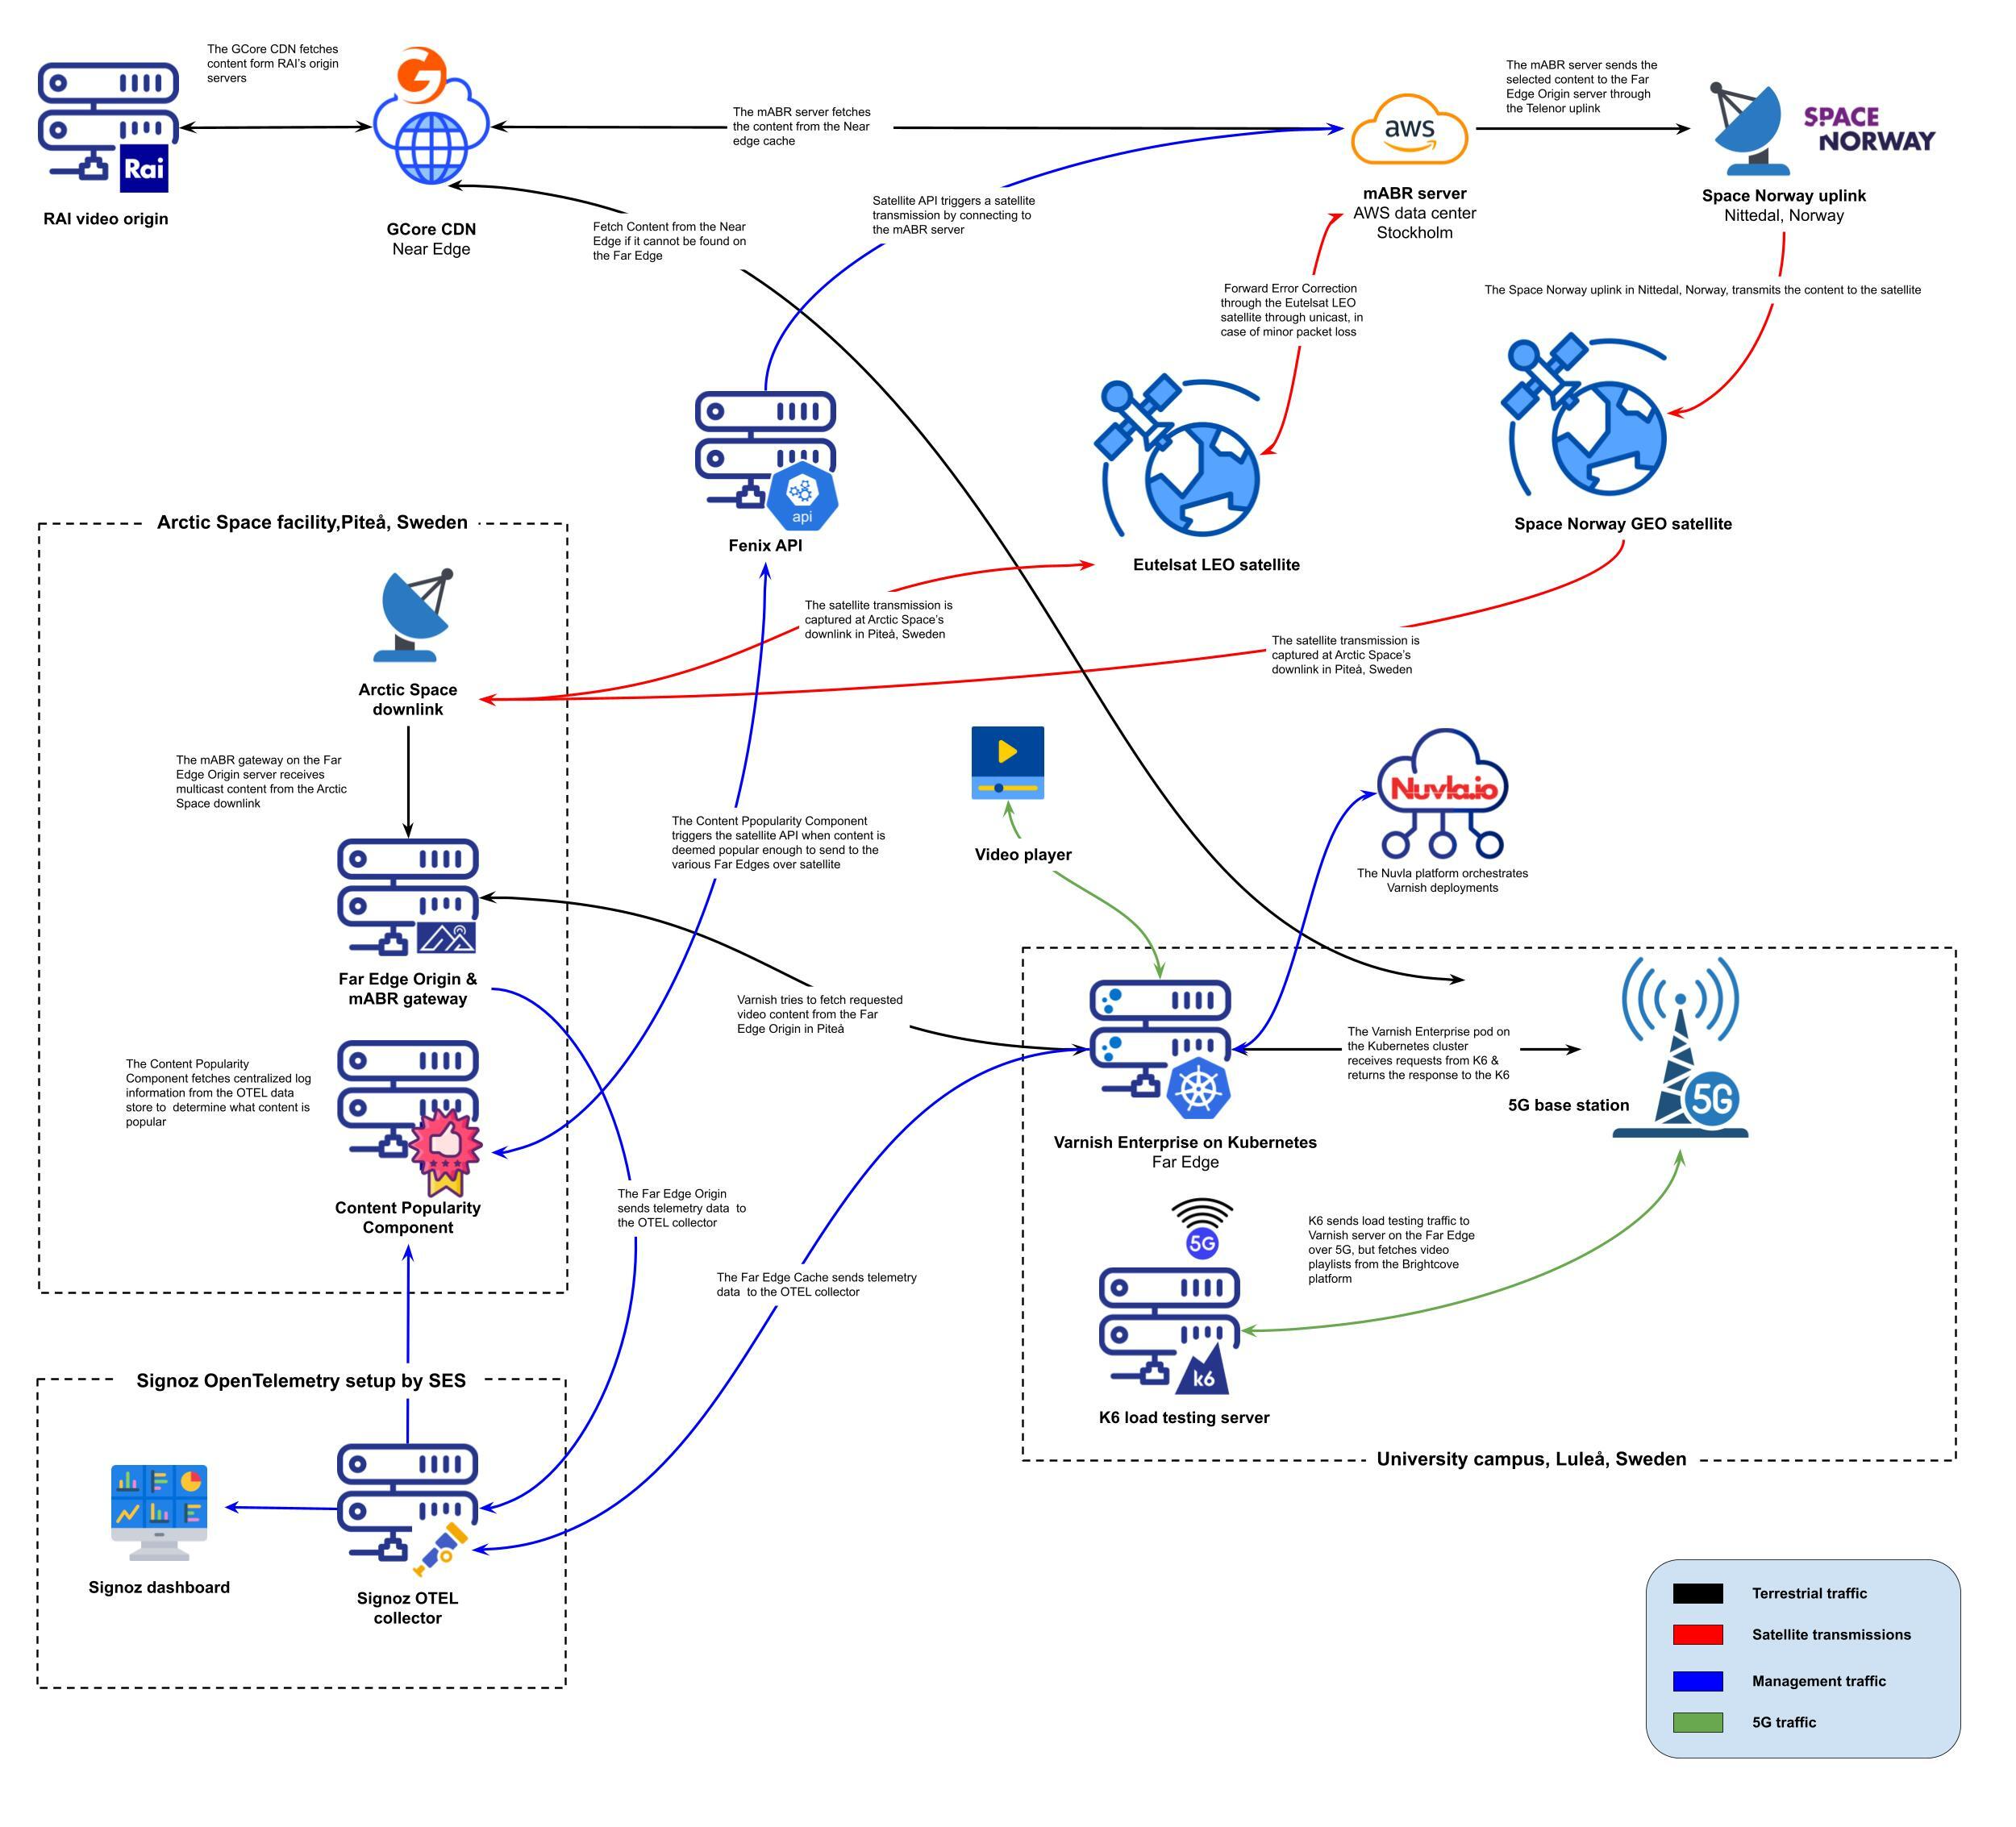 The GCore CDN fetches
content form RAI's origin
servers
Rai
RAI video origin
GCore CDN
Near Edge
The mABR server fetches
the content from the Near
edge cache
aws
mABR server
AWS data center
Stockholm
The mABR server sends the
selected content to the Far
Edge Origin server through
the Telenor uplink
SPACE
NORWAY
Space Norway uplink
Nittedal, Norway
Fetch Content from the Near
Edge if it cannot be found on
the Far Edge
Satellite API triggers a satellite
transmission by connecting to
the mABR server
Forward Error Correction
through the Eutelsat LEO
satellite through unicast, in
case of minor packet loss
The Space Norway uplink in Nittedal, Norway, transmits the content to the satellite
api
Fenix API
Eutelsat LEO satellite
Space Norway GEO satellite
Arctic Space facility,Piteå, Sweden
Arctic Space
downlink
The satellite transmission is
captured at Arctic Space's
downlink in Piteå, Sweden
The satellite transmission is
captured at Arctic Space's
downlink in Piteå, Sweden
The mABR gateway on the Far
Edge Origin server receives
multicast content from the Arctic
Space downlink
The Content Ppopularity Component
triggers the satellite API when content is
deemed popular enough to send to the
various Far Edges over satellite
Video player
Nuvla.io
The Nuvla platform orchestrates
Varnish deployments
Far Edge Origin &
mABR gateway
Varnish tries to fetch requested
video content from the Far
Edge Origin in Piteå
The Content Popularity
Component fetches centralized log
information from the OTEL data
store to  determine what content is
popular
Content Popularity
Component
The Varnish Enterprise pod on
the Kubernetes cluster
receives requests from K6 &
returns the response to the K6
5G
5G base station
Varnish Enterprise on Kubernetes
Far Edge
The Far Edge Origin
sends telemetry data  to
the OTEL collector
The Far Edge Cache sends telemetry
data  to the OTEL collector
5G
K6 sends load testing traffic to
Varnish server on the Far Edge
over 5G, but fetches video
playlists from the Brightcove
platform
k6
K6 load testing server
University campus, Luleå, Sweden
Signoz OpenTelemetry setup by SES
Signoz dashboard
Signoz OTEL
collector
Terrestrial traffic
Satellite transmissions
Management traffic
5G traffic